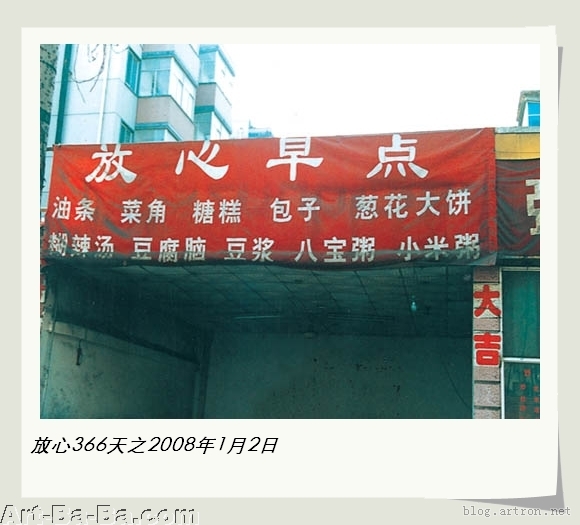 放心早点
油条 菜角 糖糕 包子 葱花大饼
糊辣汤 豆腐脑 豆浆 八宝粥 小米粥
大吉
放心366天之2008年1月2日
Art-Ba-Ba.com
blog.artron.net